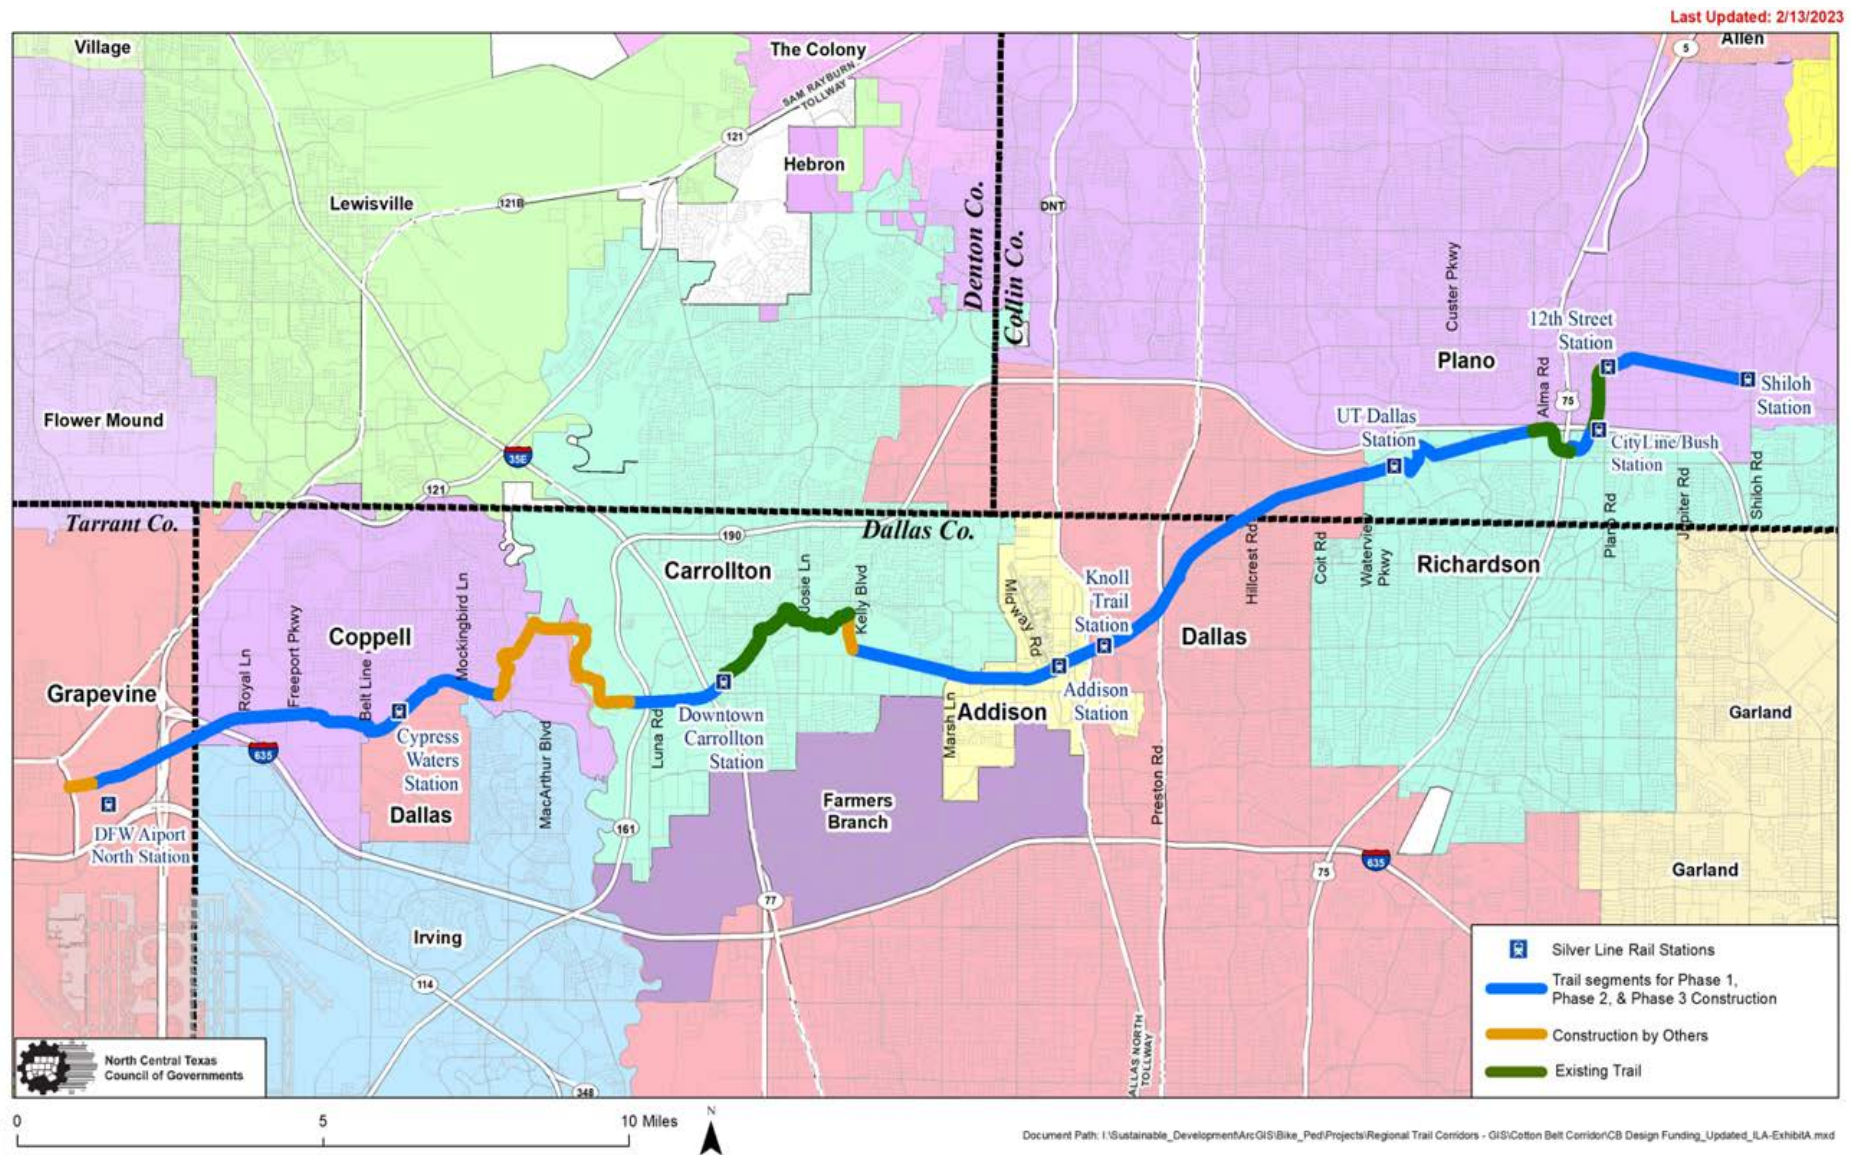 Last Updated: 2/13/2023
Village
The Colony
Allen
5
SAM RAYBURN
TOLLWAY
121
Hebron
Lewisville
121B
Denton Co.
Collin Co.
DNT
Custer Pkwy
12th Street
Station
Plano
Alma Rd
75
Shiloh
Station
Flower Mound
UT Dallas
Station
CityLine/Bush
Station
35E
121
Jupiter Rd
Shiloh Rd
Plano Rd
Tarrant Co.
Dallas Co.
190
Carrollton
Josie Ln
Kelly Blvd
Midway Rd
Knoll
Trail
Station
Hillcrest Rd
Coit Rd
Waterview
Pkwy
Richardson
Coppell
Mockingbird Ln
Freeport Pkwy
Royal Ln
Belt Line
Dallas
Grapevine
Addison
Station
Addison
Marsh Ln
Downtown
Carrollton
Station
Luna Rd
MacArthur Blvd
Cypress
Waters
Station
635
Garland
Preston Rd
Dallas
Farmers
Branch
DFW Aiport
North Station
161
635
75
Garland
77
Irving
114
348
ALLAS NORTH
TOLLWAY
Silver Line Rail Stations
Trail segments for Phase 1,
Phase 2, & Phase 3 Construction
Construction by Others
Existing Trail
North Central Texas
Council of Governments
0 5 10 Miles
N
Document Path: I:\Sustainable_Development\ArcGIS\Bike_Ped\Projects\Regional Trail Corridors - GIS\Cotton Belt Corridor\CB Design Funding_Updated_ILA-ExhibitA.mxd